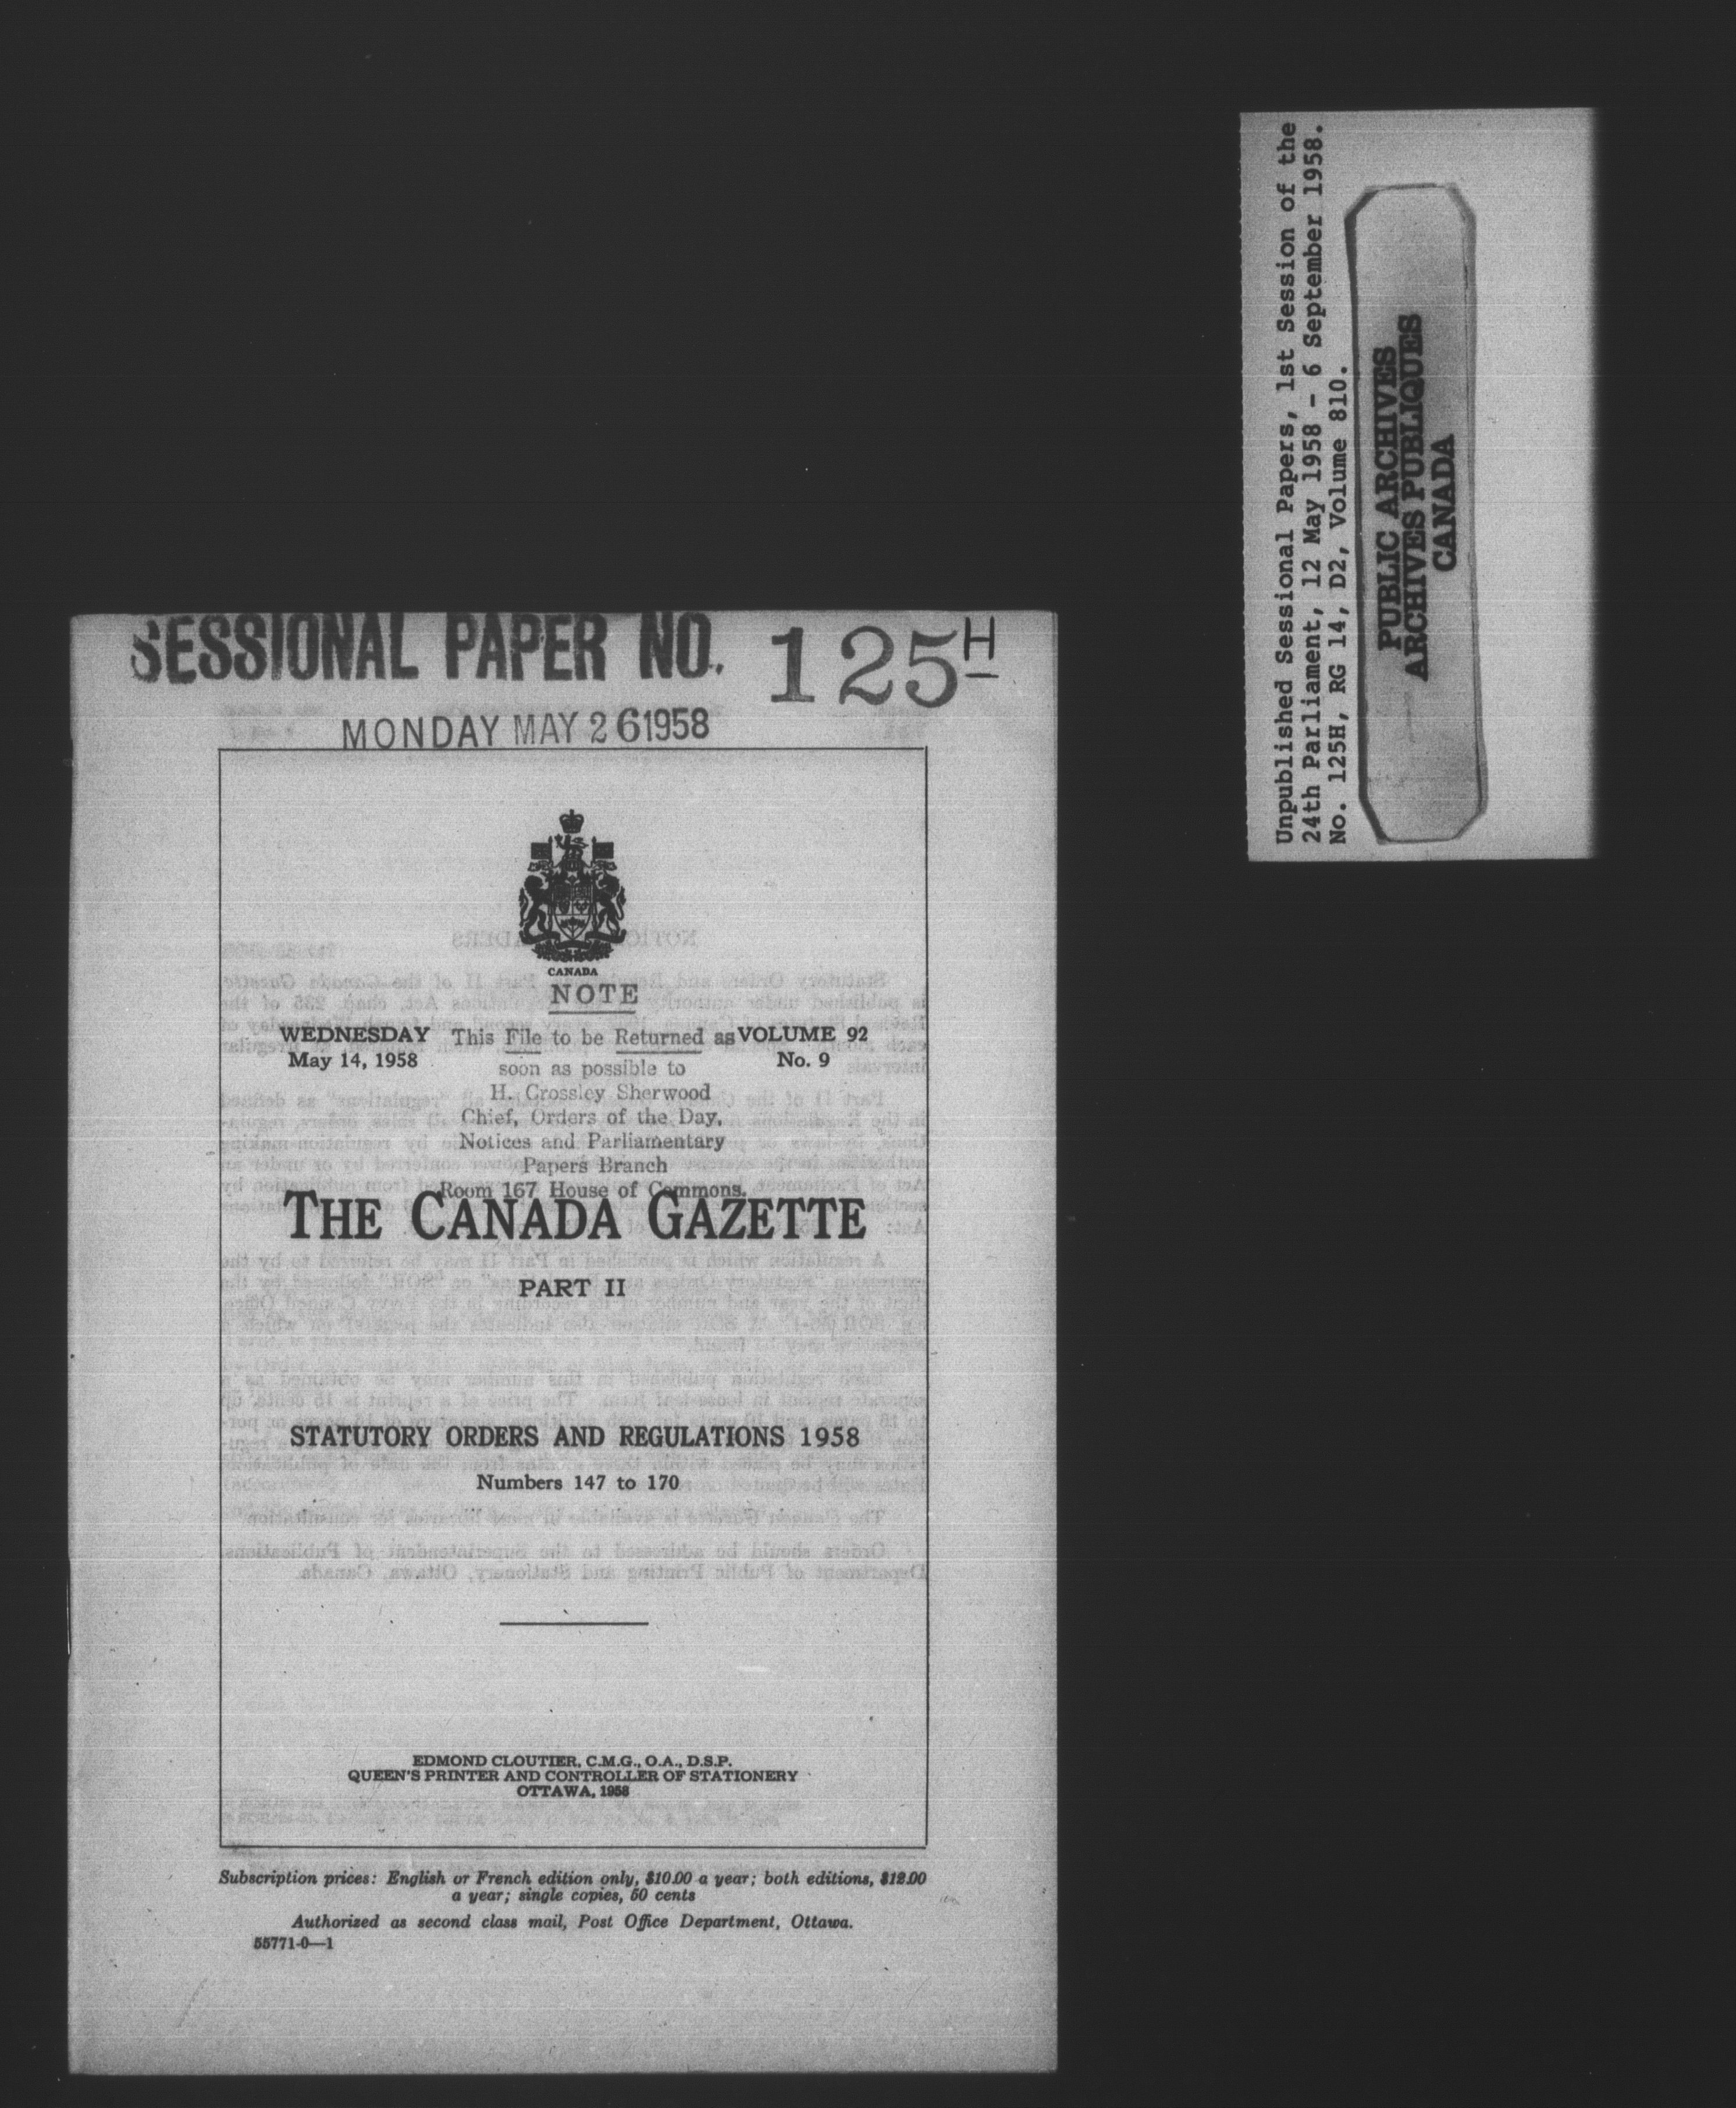 SESSIONAL PAPER NO. 125H
MONDAY MAY 26 1958
CANADA
NOTE
WEDNESDAY
May 14, 1958
This File to be Returned as
soon as possible to
H. Crossley Sherwood
Chief, Orders of the Day,
Notices and Parliamentary
Papers Branch
Room 167 House of Commons.
VOLUME 92
No. 9
THE CANADA GAZETTE
PART II
STATUTORY ORDERS AND REGULATIONS 1958
Numbers 147 to 170
EDMOND CLOUTIER, C.M.G., O.A., D.S.P.
QUEEN'S PRINTER AND CONTROLLER OF STATIONERY
OTTAWA, 1958
Subscription prices: English or French edition only, $10.00 a year; both editions, $12.00
a year; single copies, 50 cents
Authorized as second class mail, Post Office Department, Ottawa.
55771-0—1
Unpublished Sessional Papers, 1st Session of the
24th Parliament, 12 May 1958 - 6 September 1958.
No. 125H, RG 14, D2, Volume 810.
PUBLIC ARCHIVES
ARCHIVES PUBLIQUES
CANADA